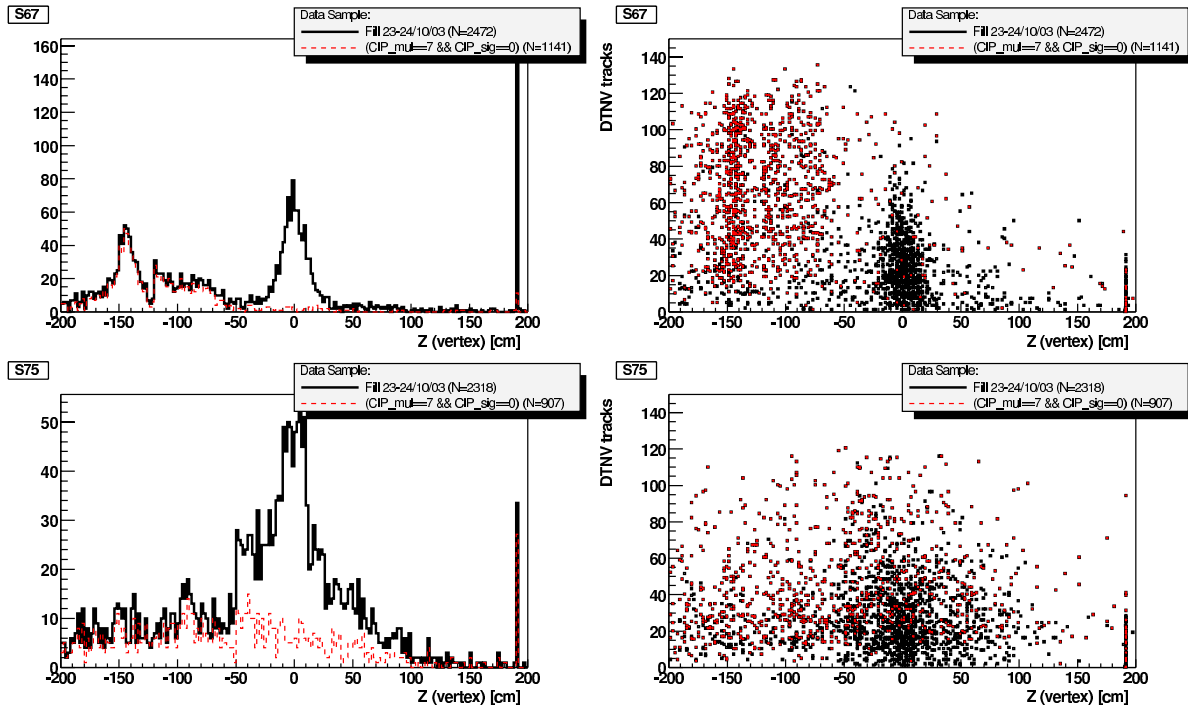 S67
Data Sample:
Fill 23-24/10/03 (N=2472)
(CIP_mul==7 && CIP_sig==0) (N=1141)
160
140
120
100
80
60
40
20
0
-200 -150 -100 -50 0 50 100 150 200
Z (vertex) [cm]
S67
Data Sample:
Fill 23-24/10/03 (N=2472)
(CIP_mul==7 && CIP_sig==0) (N=1141)
DTNV tracks
140
120
100
80
60
40
20
0
-200 -150 -100 -50 0 50 100 150 200
Z (vertex) [cm]
S75
Data Sample:
Fill 23-24/10/03 (N=2318)
(CIP_mul==7 && CIP_sig==0) (N=907)
50
40
30
20
10
0
-200 -150 -100 -50 0 50 100 150 200
Z (vertex) [cm]
S75
Data Sample:
Fill 23-24/10/03 (N=2318)
(CIP_mul==7 && CIP_sig==0) (N=907)
DTNV tracks
140
120
100
80
60
40
20
0
-200 -150 -100 -50 0 50 100 150 200
Z (vertex) [cm]